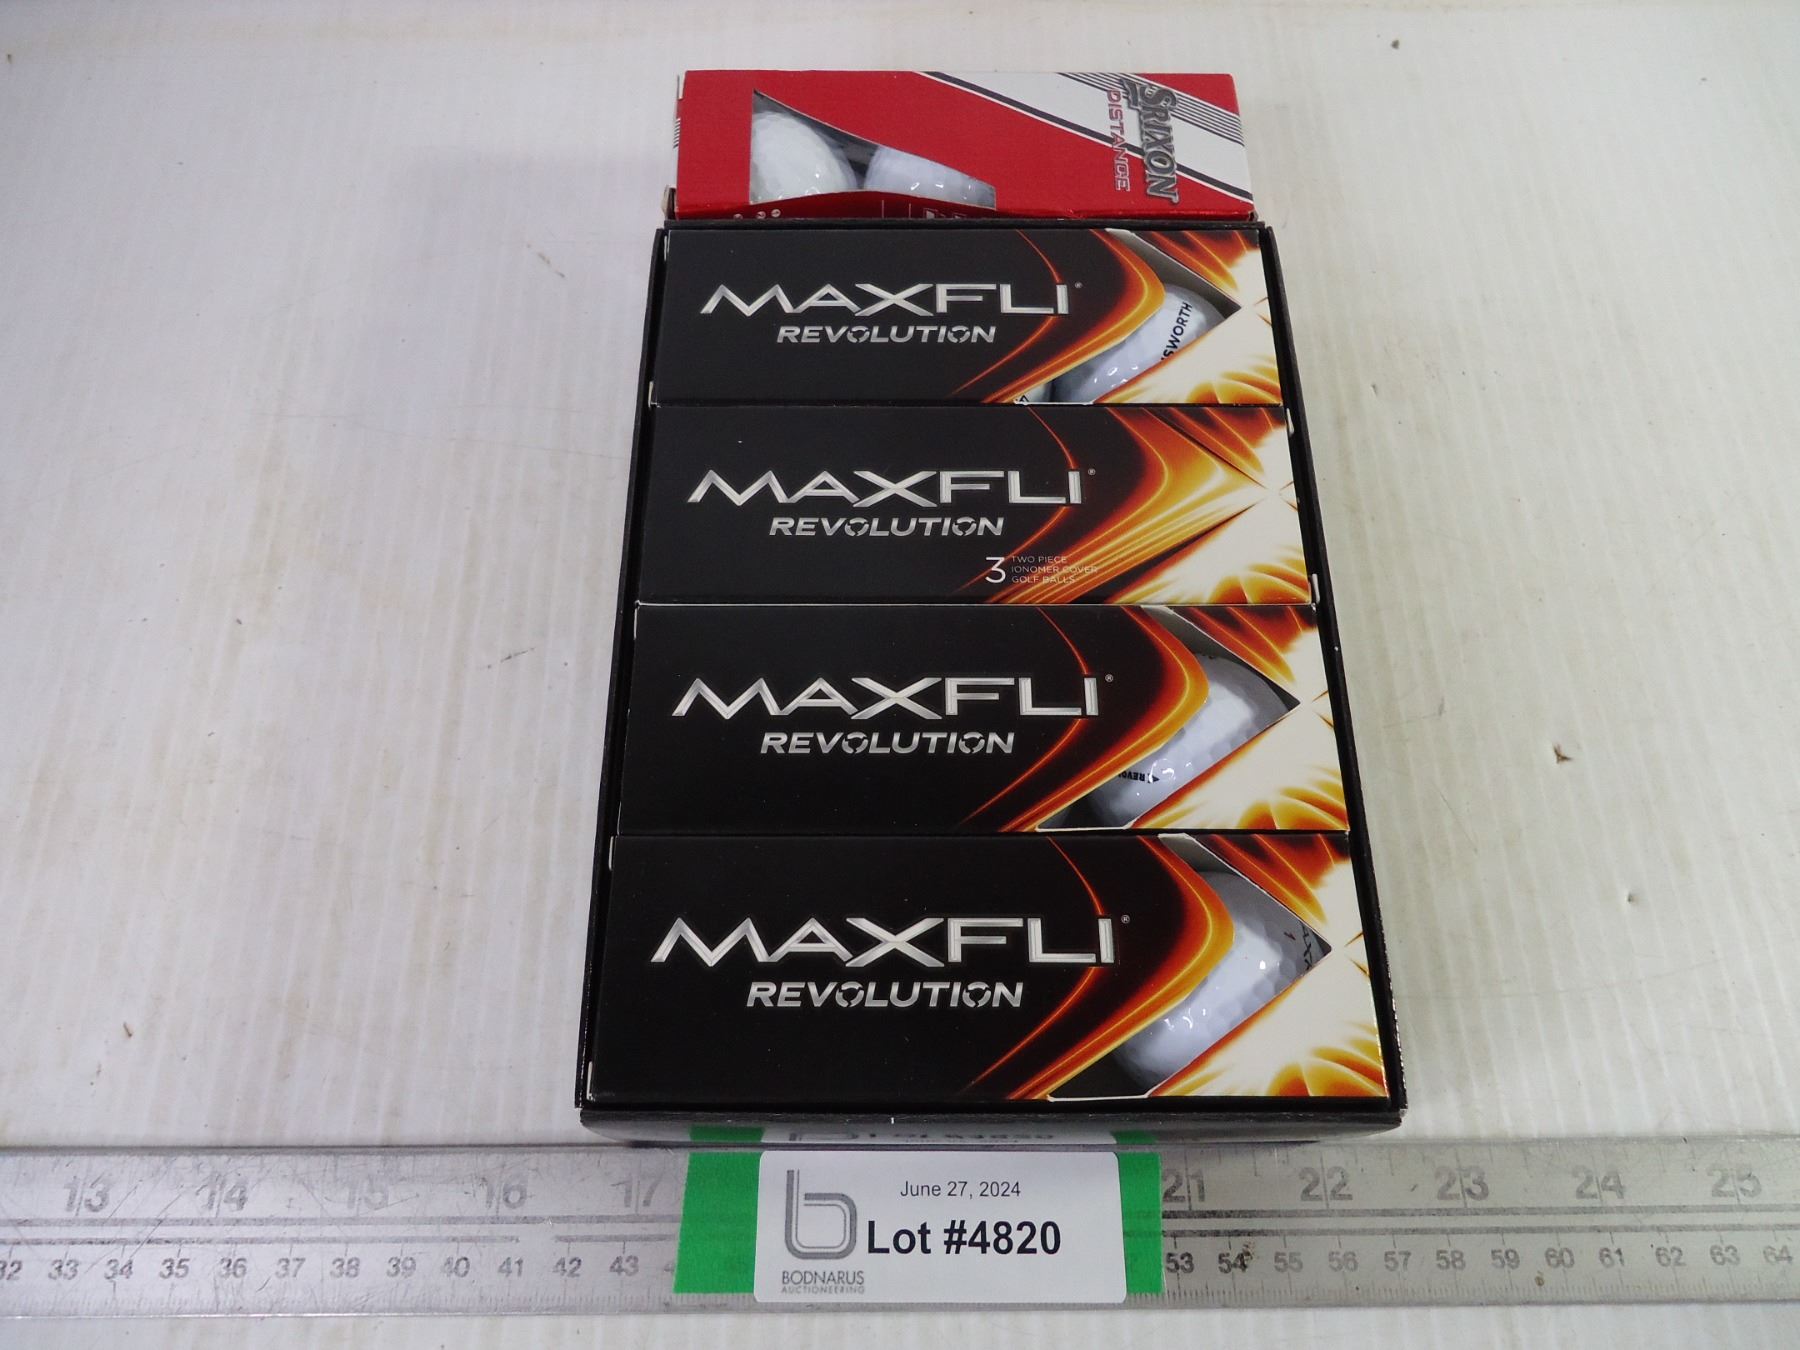 SRIXON
DISTANCE
MAXFLI®
REVOLUTION
SWORTH
MAXFLI®
REVOLUTION
3 TWO PIECE
IONOMER COVER
GOLF BALLS
MAXFLI®
REVOLUTION
REVO
MAXFLI®
REVOLUTION
13 14 15 16 17 21 22 23 24 25
June 27, 2024
Lot #4820
BODNARUS
AUCTIONEERING
32 33 34 35 36 37 38 39 40 41 42 43 53 54 55 56 57 58 59 60 61 62 63 64